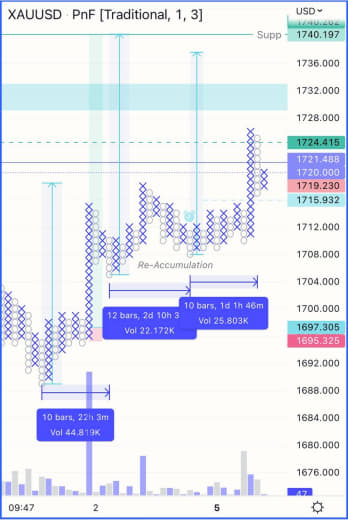 XAUUSD · PnF [Traditional, 1, 3]
USD
1740.262
Supp
1740.197
1736.000
1732.000
1728.000
1724.415
1721.488
1720.000
1719.230
1715.932
1712.000
1708.000
Re-Accumulation
1704.000
1700.000
12 bars, 2d 10h 3
Vol 22.172K
10 bars, 1d 1h 46m
Vol 25.803K
1697.305
1695.325
1692.000
1688.000
10 bars, 22h 3m
Vol 44.819K
1684.000
1680.000
1676.000
47
09:47
2
5